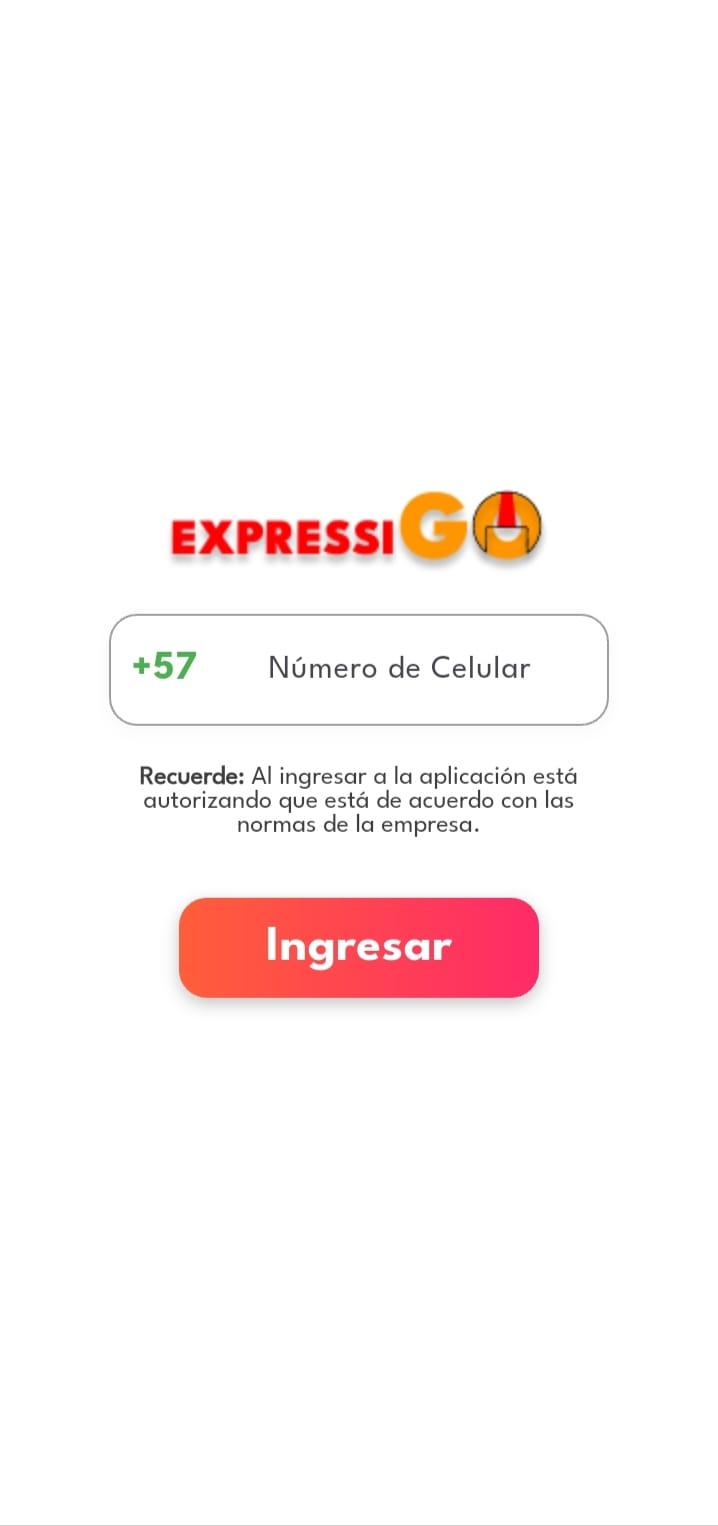 EXPRESSIGO
+57 Número de Celular
Recuerde: Al ingresar a la aplicación está
autorizando que está de acuerdo con las
normas de la empresa.
Ingresar